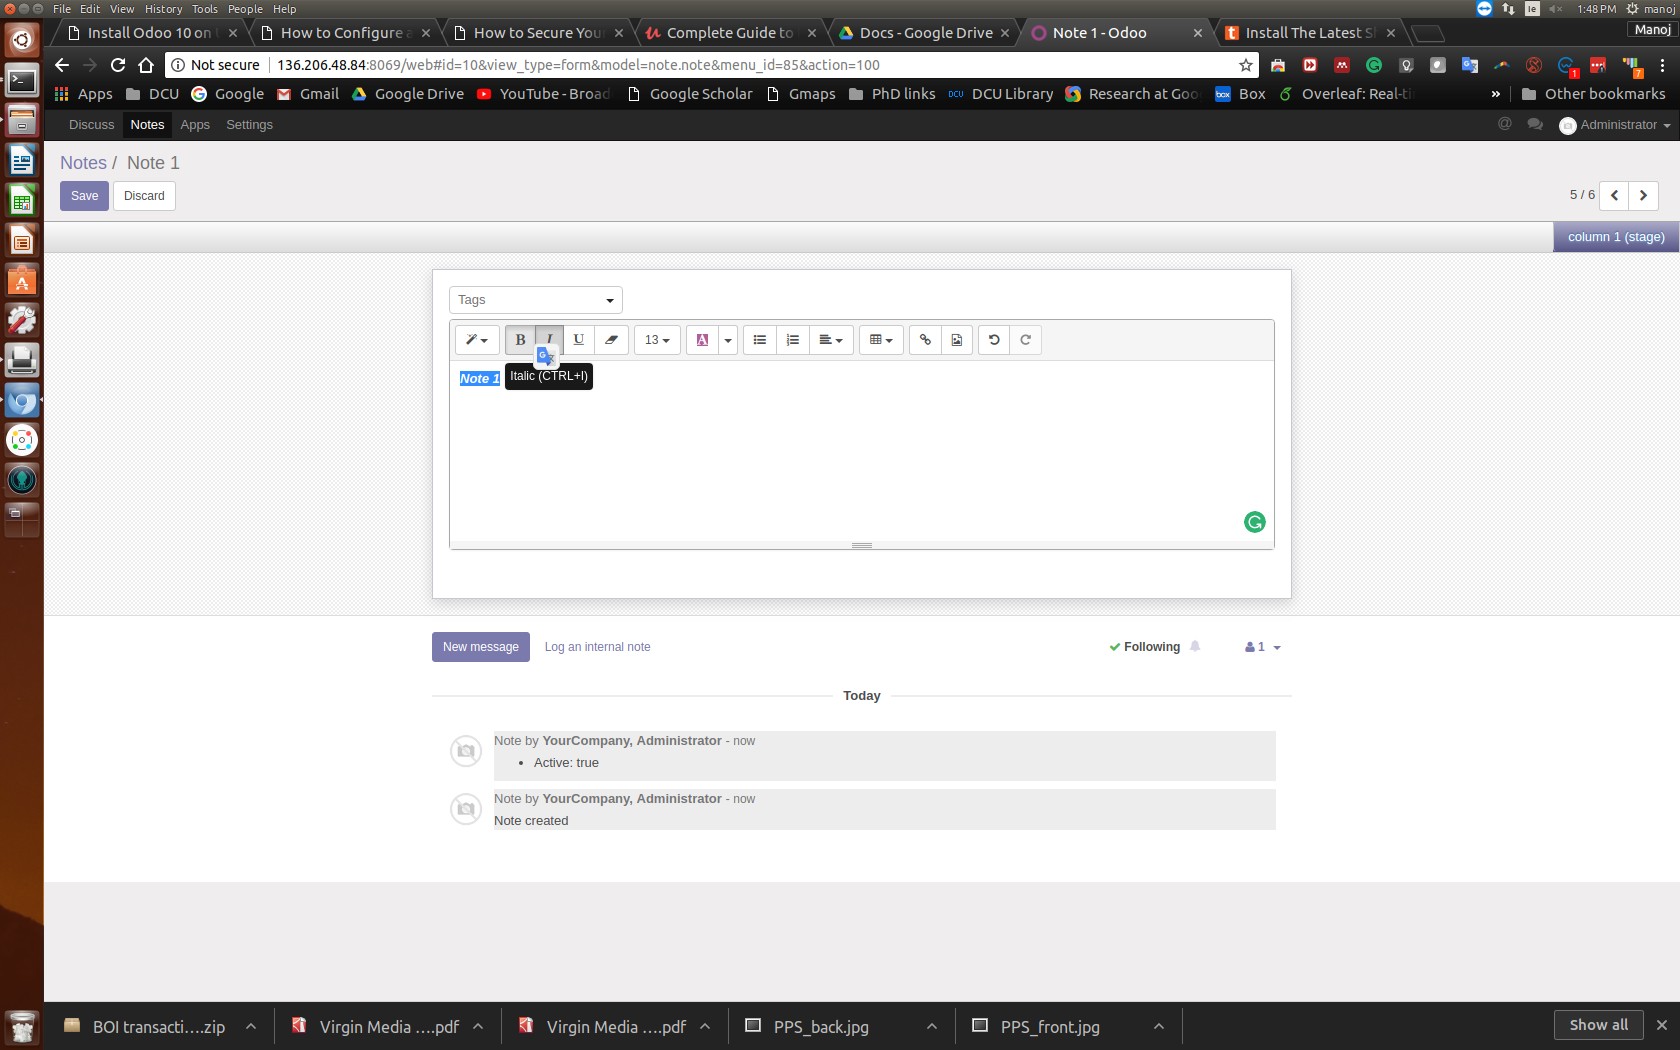 File Edit View History Tools People Help
1:48 PM manoj
Install Odoo 10 on
How to Configure
How to Secure You
Complete Guide to
Docs - Google Drive
Note 1 - Odoo
Install The Latest S
Manoj
Not secure 136.206.48.84:8069/web#id=10&view_type=form&model=note.note&menu_id=85&action=100
1
7
Apps DCU Google Gmail Google Drive YouTube - Broad Google Scholar Gmaps PhD links DCU DCU Library Research at Goo box Box Overleaf: Real-ti » Other bookmarks
Discuss Notes Apps Settings
@ Administrator
Notes / Note 1
Save Discard
5 / 6
column 1 (stage)
Tags
B I U 13 A
Note 1
Italic (CTRL+I)
New message Log an internal note
Following 1
Today
Note by YourCompany, Administrator - now
• Active: true
Note by YourCompany, Administrator - now
Note created
BOI transacti....zip
Virgin Media ....pdf
Virgin Media ....pdf
PPS_back.jpg
PPS_front.jpg
Show all